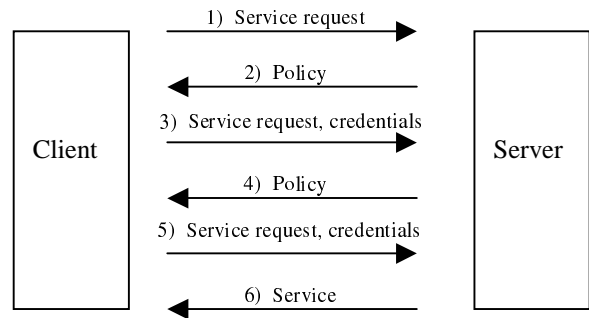 1) Service request
2) Policy
3) Service request, credentials
Client
Server
4) Policy
5) Service request, credentials
6) Service